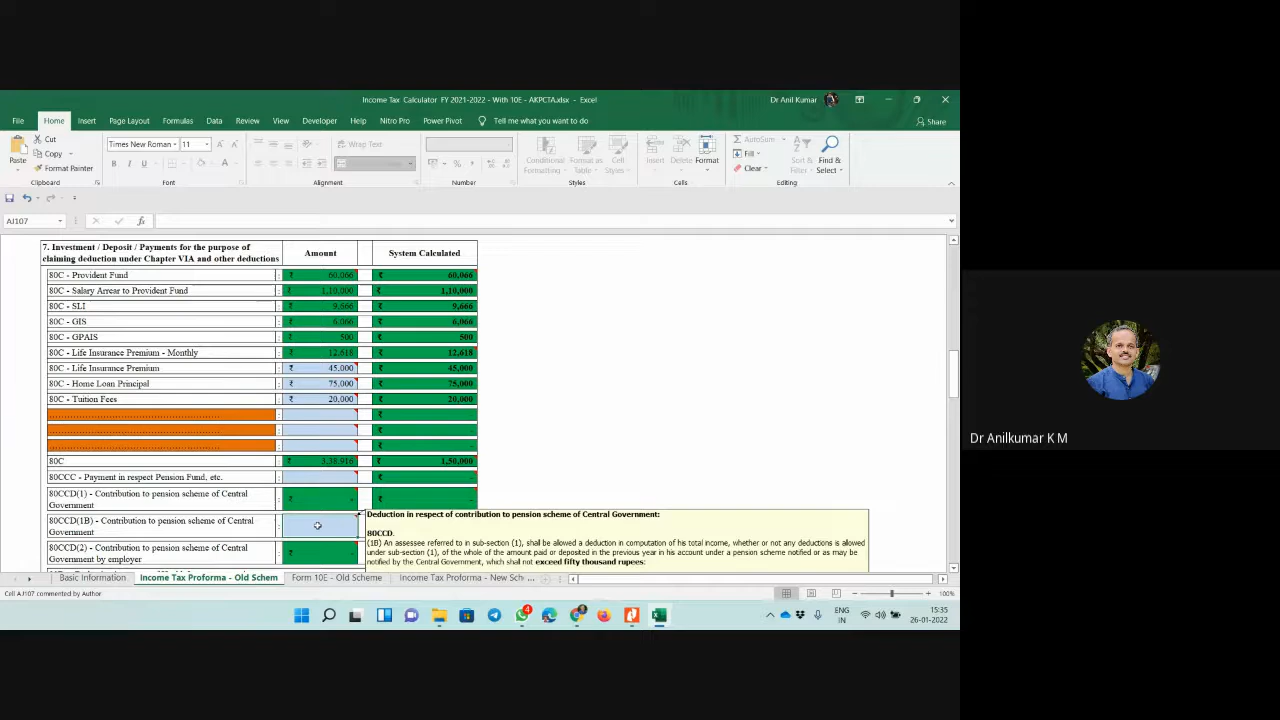 Income Tax Calculator FY 2021-2022 - With 10E - AKPCTA.xlsx - Excel
Dr Anil Kumar
File Home Insert Page Layout Formulas Data Review View Developer Help Nitro Pro Power Pivot Tell me what you want to do
Share
Paste
Cut
Copy
Format Painter
Clipboard
Times New Roman 11
B I U
Font
Wrap Text
Alignment
Number
Conditional Formatting
Format as Table
Cell Styles
Styles
Insert Delete Format
Cells
AutoSum
Fill
Clear
Sort & Filter
Find & Select
Editing
AJ107
7. Investment / Deposit / Payments for the purpose of
claiming deduction under Chapter VIA and other deductions
Amount System Calculated
80C - Provident Fund : ₹ 60,066 ₹ 60,066
80C - Salary Arrear to Provident Fund : ₹ 1,10,000 ₹ 1,10,000
80C - SLI : ₹ 9,666 ₹ 9,666
80C - GIS : ₹ 6,066 ₹ 6,066
80C - GPAIS : ₹ 500 ₹ 500
80C - Life Insurance Premium - Monthly : ₹ 12,618 ₹ 12,618
80C - Life Insurance Premium : ₹ 45,000 ₹ 45,000
80C - Home Loan Principal : ₹ 75,000 ₹ 75,000
80C - Tuition Fees : ₹ 20,000 ₹ 20,000
: ₹
: ₹ -
: ₹ -
80C : ₹ 3,38,916 ₹ 1,50,000
80CCC - Payment in respect Pension Fund, etc. : ₹ -
80CCD(1) - Contribution to pension scheme of Central
Government : ₹ - ₹ -
80CCD(1B) - Contribution to pension scheme of Central
Government :
80CCD(2) - Contribution to pension scheme of Central
Government by employer : ₹ -
Deduction in respect of contribution to pension scheme of Central Government:
80CCD.
(1B) An assessee referred to in sub-section (1), shall be allowed a deduction in computation of his total income, whether or not any deductions is allowed
under sub-section (1), of the whole of the amount paid or deposited in the previous year in his account under a pension scheme notified or as may be
notified by the Central Government, which shall not exceed fifty thousand rupees:
Basic Information Income Tax Proforma - Old Schem Form 10E - Old Scheme Income Tax Proforma - New Sch ...
Cell AJ107 commented by Author
100%
4
ENG
IN
15:35
26-01-2022
Dr Anilkumar K M